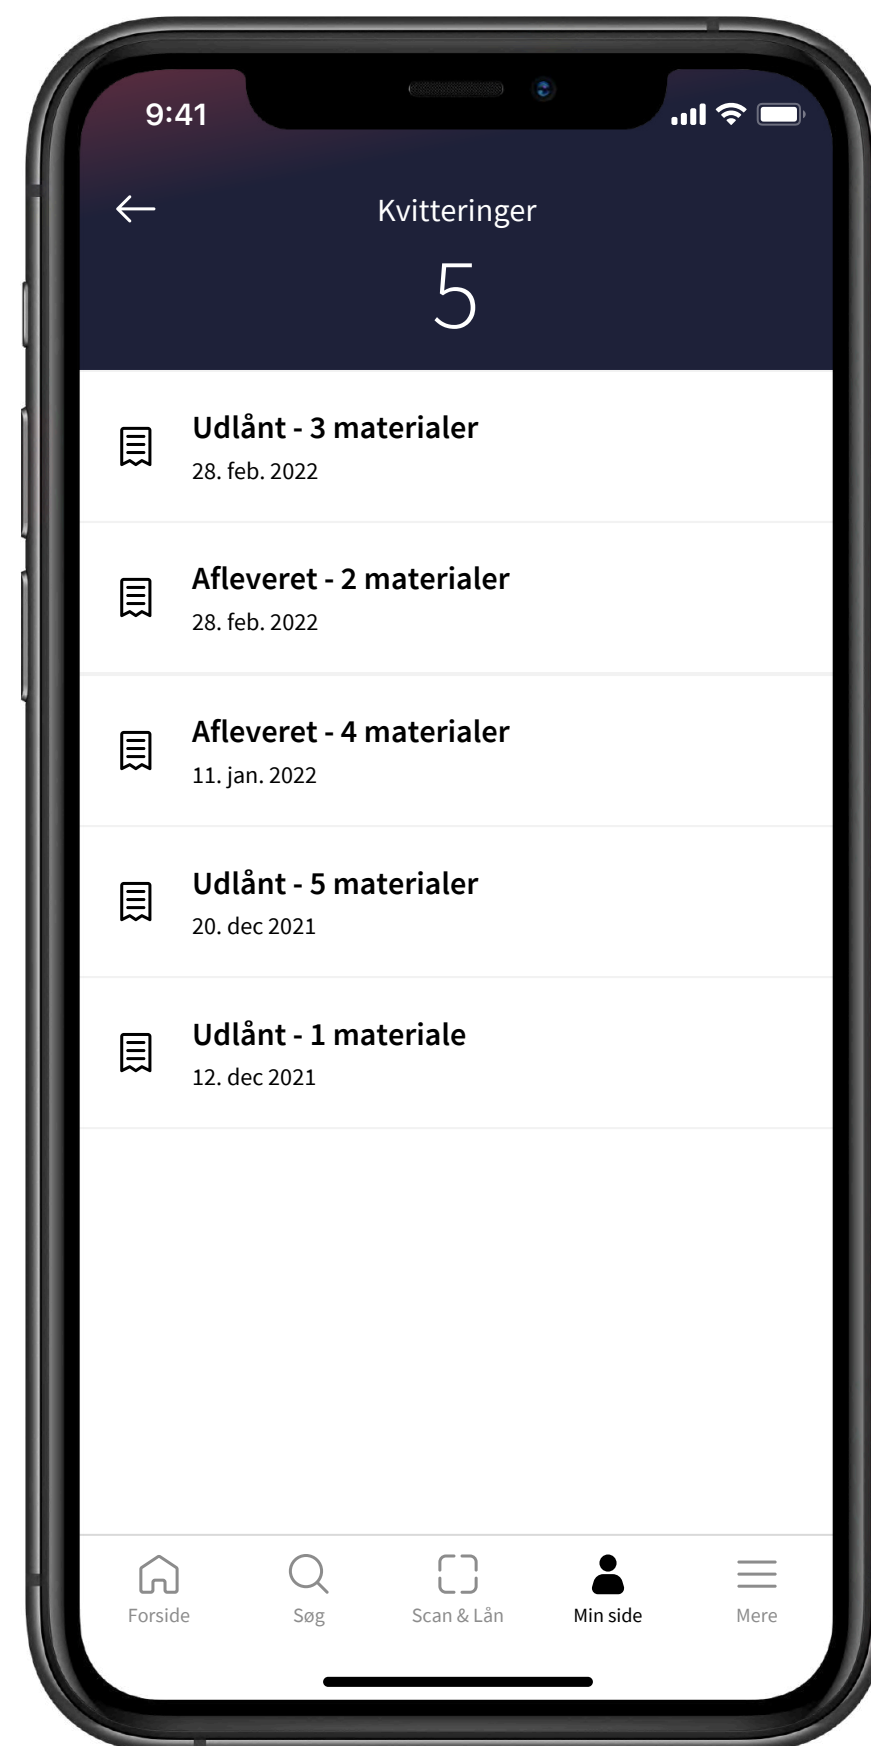 9:41
Kvitteringer
5
Udlånt - 3 materialer
28. feb. 2022
Afleveret - 2 materialer
28. feb. 2022
Afleveret - 4 materialer
11. jan. 2022
Udlånt - 5 materialer
20. dec 2021
Udlånt - 1 materiale
12. dec 2021
Forside Søg Scan & Lån Min side Mere